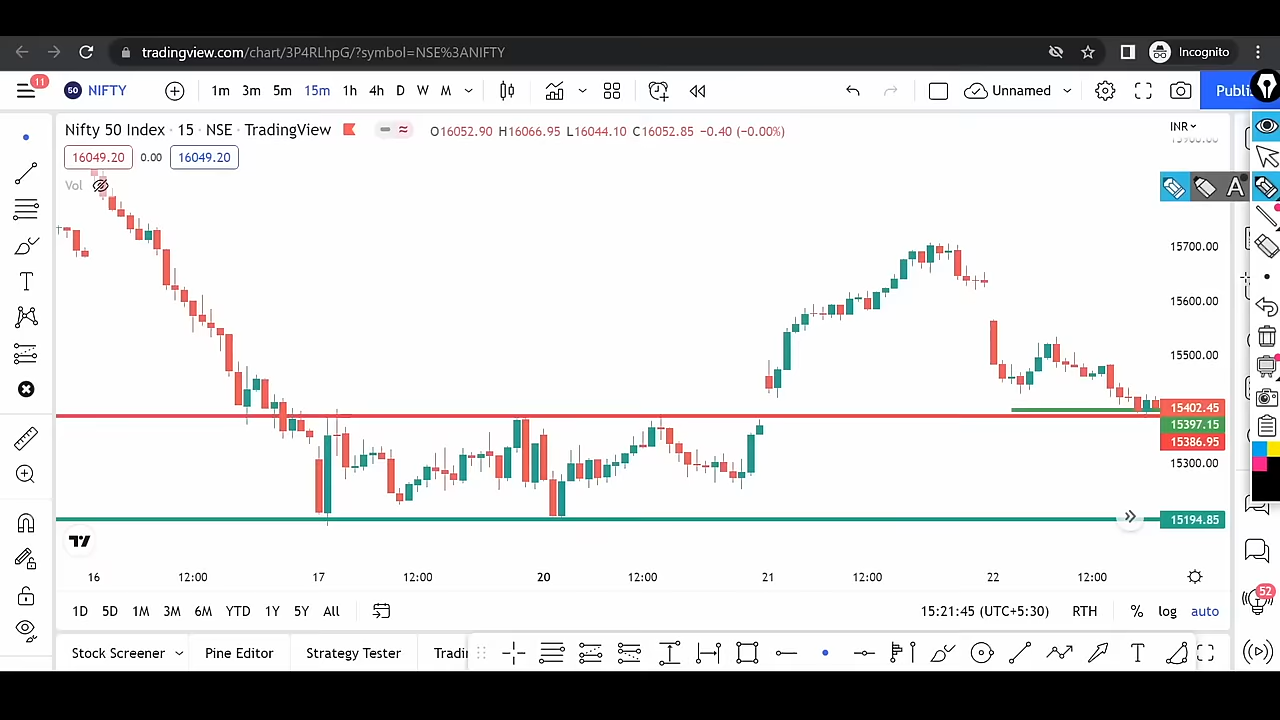 tradingview.com/chart/3P4RLhpG/?symbol=NSE%3ANIFTY
Incognito
11
50 NIFTY
1m 3m 5m 15m 1h 4h D W M
Unnamed
Publi
Nifty 50 Index · 15 · NSE · TradingView
O16052.90 H16066.95 L16044.10 C16052.85 −0.40 (−0.00%)
INR
16049.20 0.00 16049.20
Vol
A
15700.00
15600.00
15500.00
15402.45
15397.15
15386.95
15300.00
15194.85
16 12:00 17 12:00 20 12:00 21 12:00 22 12:00
1D 5D 1M 3M 6M YTD 1Y 5Y All
15:21:45 (UTC+5:30) RTH % log auto
52
Stock Screener Pine Editor Strategy Tester Tradin